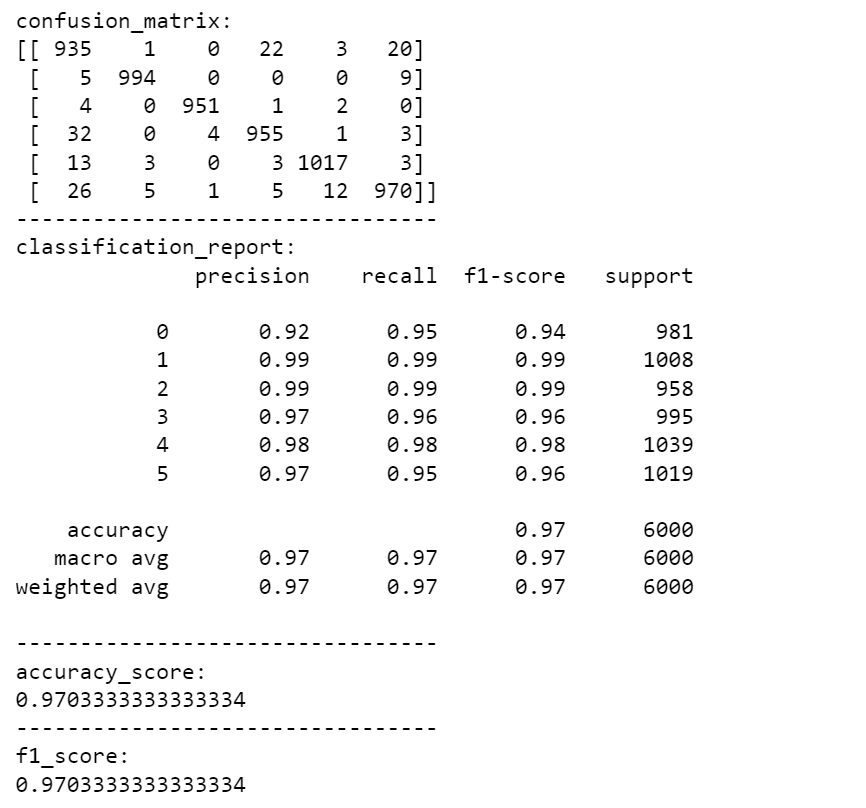 confusion_matrix:
[[ 935    1    0   22    3   20]
 [   5  994    0    0    0    9]
 [   4    0  951    1    2    0]
 [  32    0    4  955    1    3]
 [  13    3    0    3 1017    3]
 [  26    5    1    5   12  970]]
---------------------------------
classification_report:
              precision    recall  f1-score   support
           0       0.92      0.95      0.94       981
           1       0.99      0.99      0.99      1008
           2       0.99      0.99      0.99       958
           3       0.97      0.96      0.96       995
           4       0.98      0.98      0.98      1039
           5       0.97      0.95      0.96      1019
    accuracy                           0.97      6000
   macro avg       0.97      0.97      0.97      6000
weighted avg       0.97      0.97      0.97      6000
---------------------------------
accuracy_score:
0.9703333333333334
---------------------------------
f1_score:
0.9703333333333334